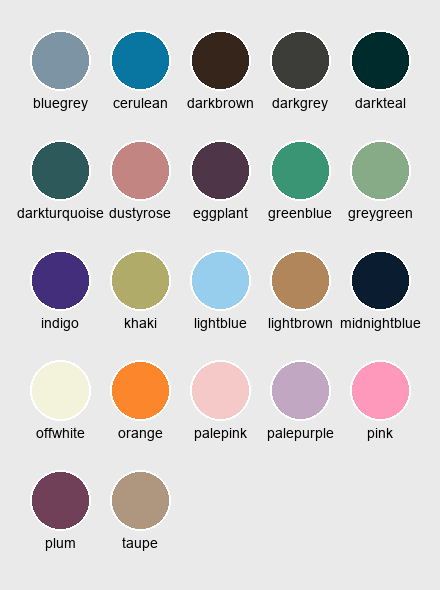 bluegrey cerulean darkbrown darkgrey darkteal
darkturquoise dustyrose eggplant greenblue greygreen
indigo khaki lightblue lightbrown midnightblue
offwhite orange palepink palepurple pink
plum taupe